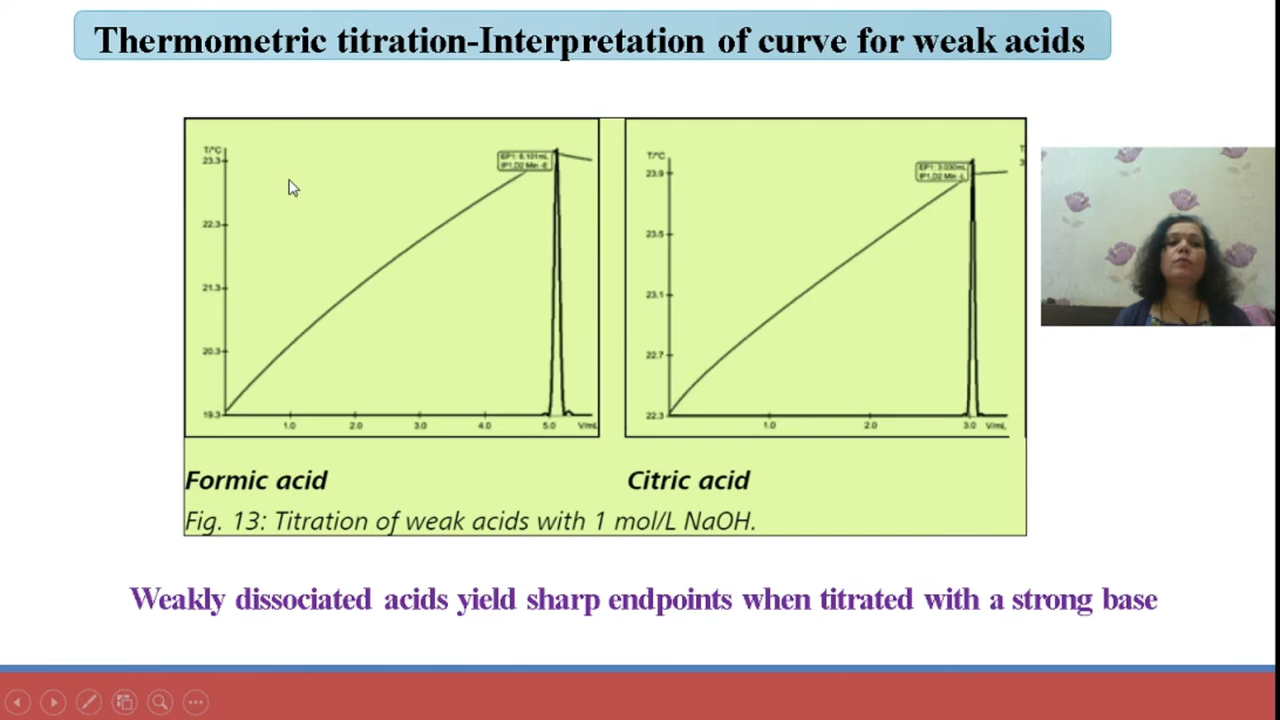 Thermometric titration-Interpretation of curve for weak acids
T/°C
23.3
22.3
21.3
20.3
19.3
1.0 2.0 3.0 4.0 5.0 V/mL
T/°C
23.9
23.5
23.1
22.7
22.3
1.0 2.0 3.0 V/mL
Formic acid
Citric acid
Fig. 13: Titration of weak acids with 1 mol/L NaOH.
Weakly dissociated acids yield sharp endpoints when titrated with a strong base